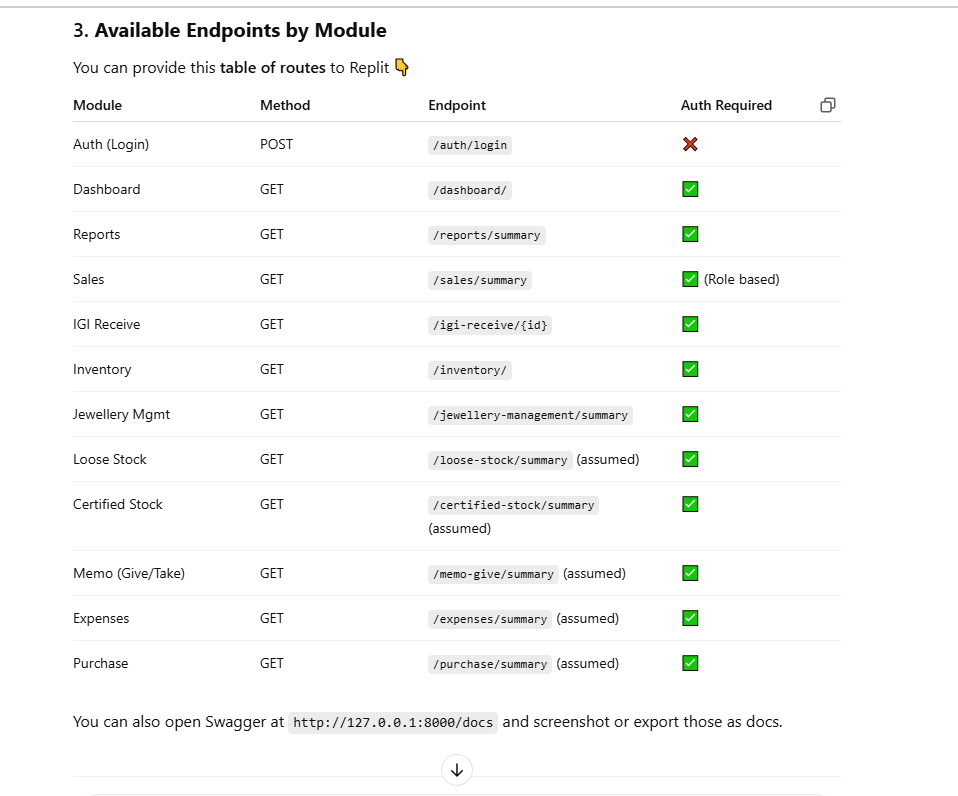 3. Available Endpoints by Module
You can provide this table of routes to Replit 👇
Module Method Endpoint Auth Required
Auth (Login) POST /auth/login ❌
Dashboard GET /dashboard/ ✅
Reports GET /reports/summary ✅
Sales GET /sales/summary ✅ (Role based)
IGI Receive GET /igi-receive/{id} ✅
Inventory GET /inventory/ ✅
Jewellery Mgmt GET /jewellery-management/summary ✅
Loose Stock GET /loose-stock/summary (assumed) ✅
Certified Stock GET /certified-stock/summary ✅
(assumed)
Memo (Give/Take) GET /memo-give/summary (assumed) ✅
Expenses GET /expenses/summary (assumed) ✅
Purchase GET /purchase/summary (assumed) ✅
You can also open Swagger at http://127.0.0.1:8000/docs and screenshot or export those as docs.